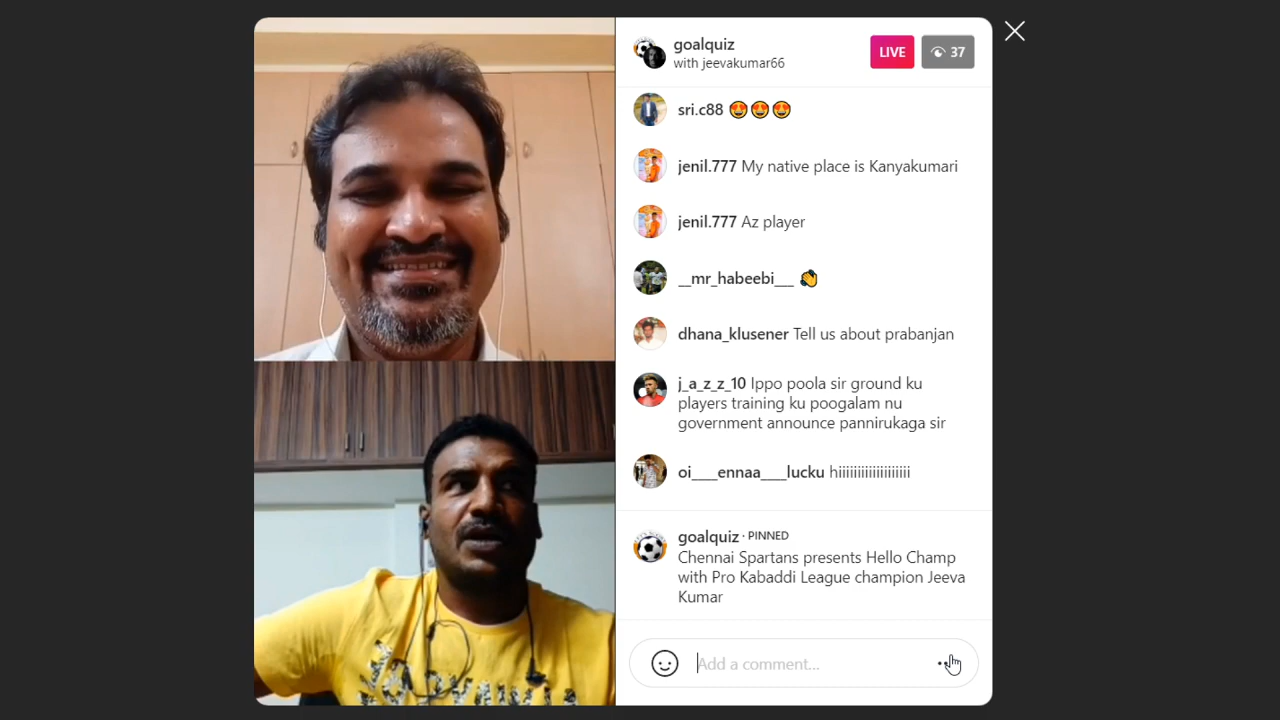 goalquiz
with jeevakumar66
LIVE
37
sri.c88 😍😍😍
jenil.777 My native place is Kanyakumari
jenil.777 Az player
__mr_habeebi___ 👏
dhana_klusener Tell us about prabanjan
j_a_z_z_10 Ippo poola sir ground ku
players training ku poogalam nu
government announce pannirukaga sir
oi___ennaa___lucku hiiiiiiiiiiiiiiiiiii
goalquiz · PINNED
Chennai Spartans presents Hello Champ
with Pro Kabaddi League champion Jeeva
Kumar
Add a comment...